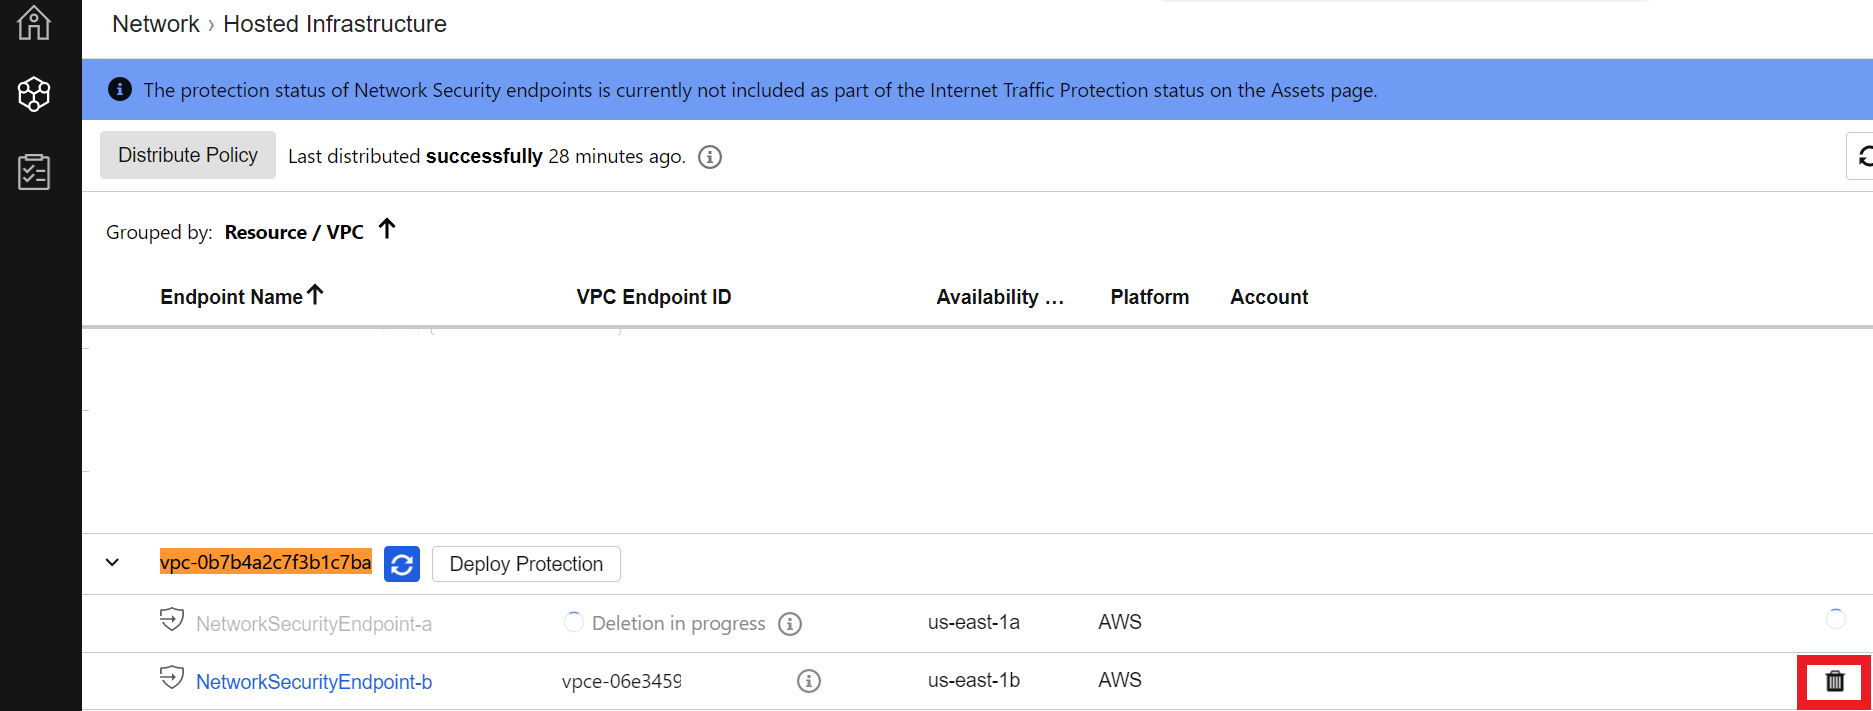 Network › Hosted Infrastructure
The protection status of Network Security endpoints is currently not included as part of the Internet Traffic Protection status on the Assets page.
Distribute Policy Last distributed successfully 28 minutes ago.
Grouped by: Resource / VPC
Endpoint Name VPC Endpoint ID Availability ... Platform Account
vpc-0b7b4a2c7f3b1c7ba Deploy Protection
NetworkSecurityEndpoint-a Deletion in progress us-east-1a AWS
NetworkSecurityEndpoint-b vpce-06e3459 us-east-1b AWS